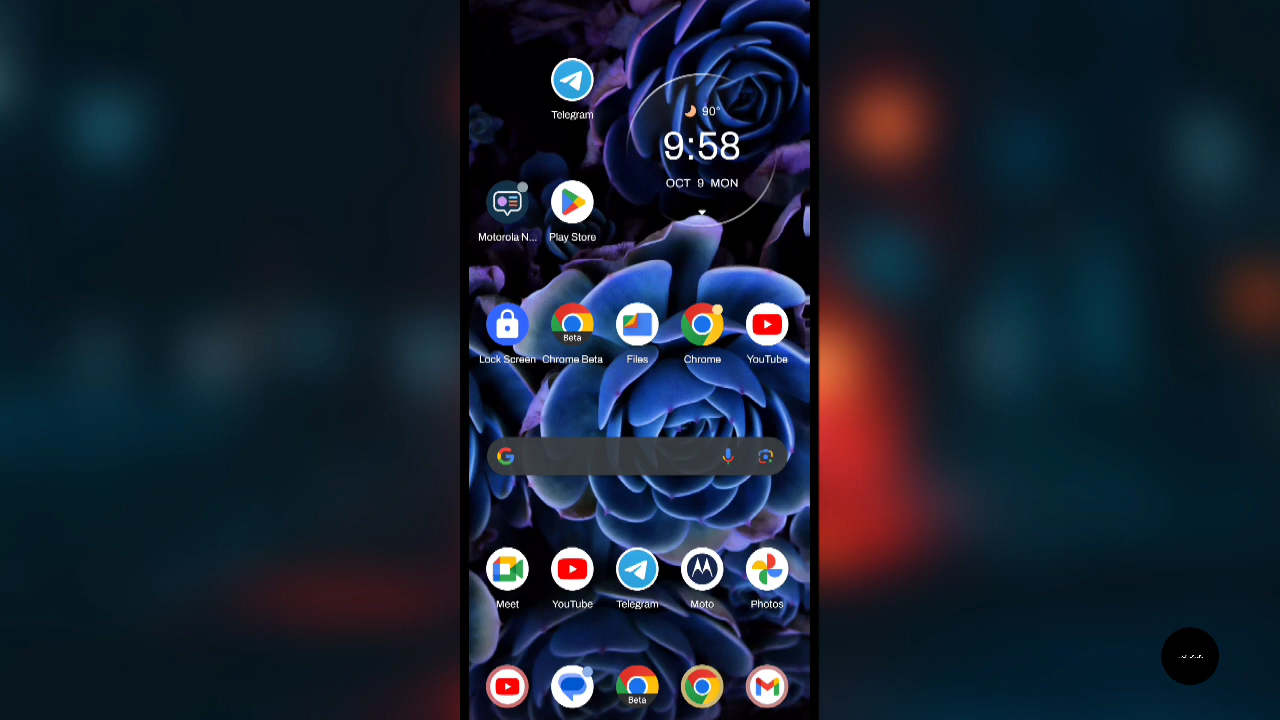 Telegram
90°
9:58
OCT 9 MON
Motorola N...
Play Store
Beta
Lock Screen
Chrome Beta
Files
Chrome
YouTube
Meet
YouTube
Telegram
Moto
Photos
Beta